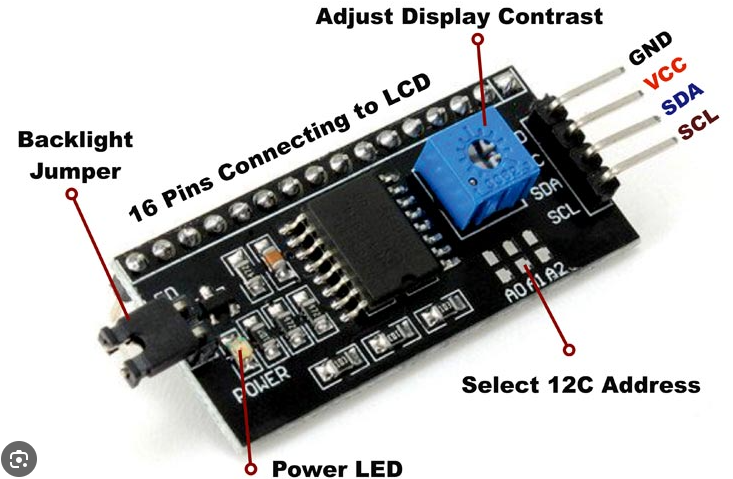 Adjust Display Contrast
GND
VCC
SDA
SCL
16 Pins Connecting to LCD
Backlight
Jumper
SDA
SCL
A0 A1 A2
POWER
Select 12C Address
Power LED